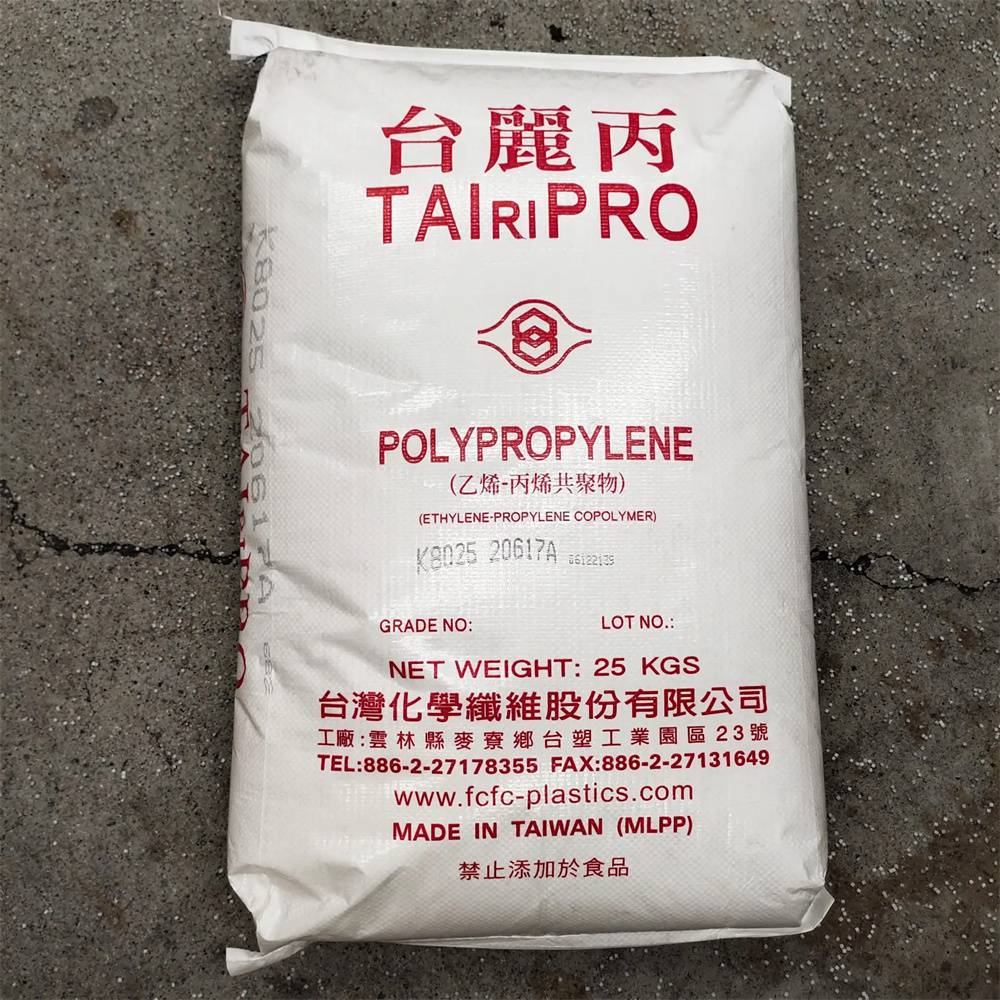 台麗丙
TAIRIPRO
POLYPROPYLENE
(乙烯-丙烯共聚物)
(ETHYLENE-PROPYLENE COPOLYMER)
K8025 20617A 06122139
GRADE NO: LOT NO.:
NET WEIGHT: 25 KGS
台灣化學纖維股份有限公司
工廠:雲林縣麥寮鄉台塑工業園區23號
TEL:886-2-27178355 FAX:886-2-27131649
www.fcfc-plastics.com
MADE IN TAIWAN (MLPP)
禁止添加於食品
K8025 20617A